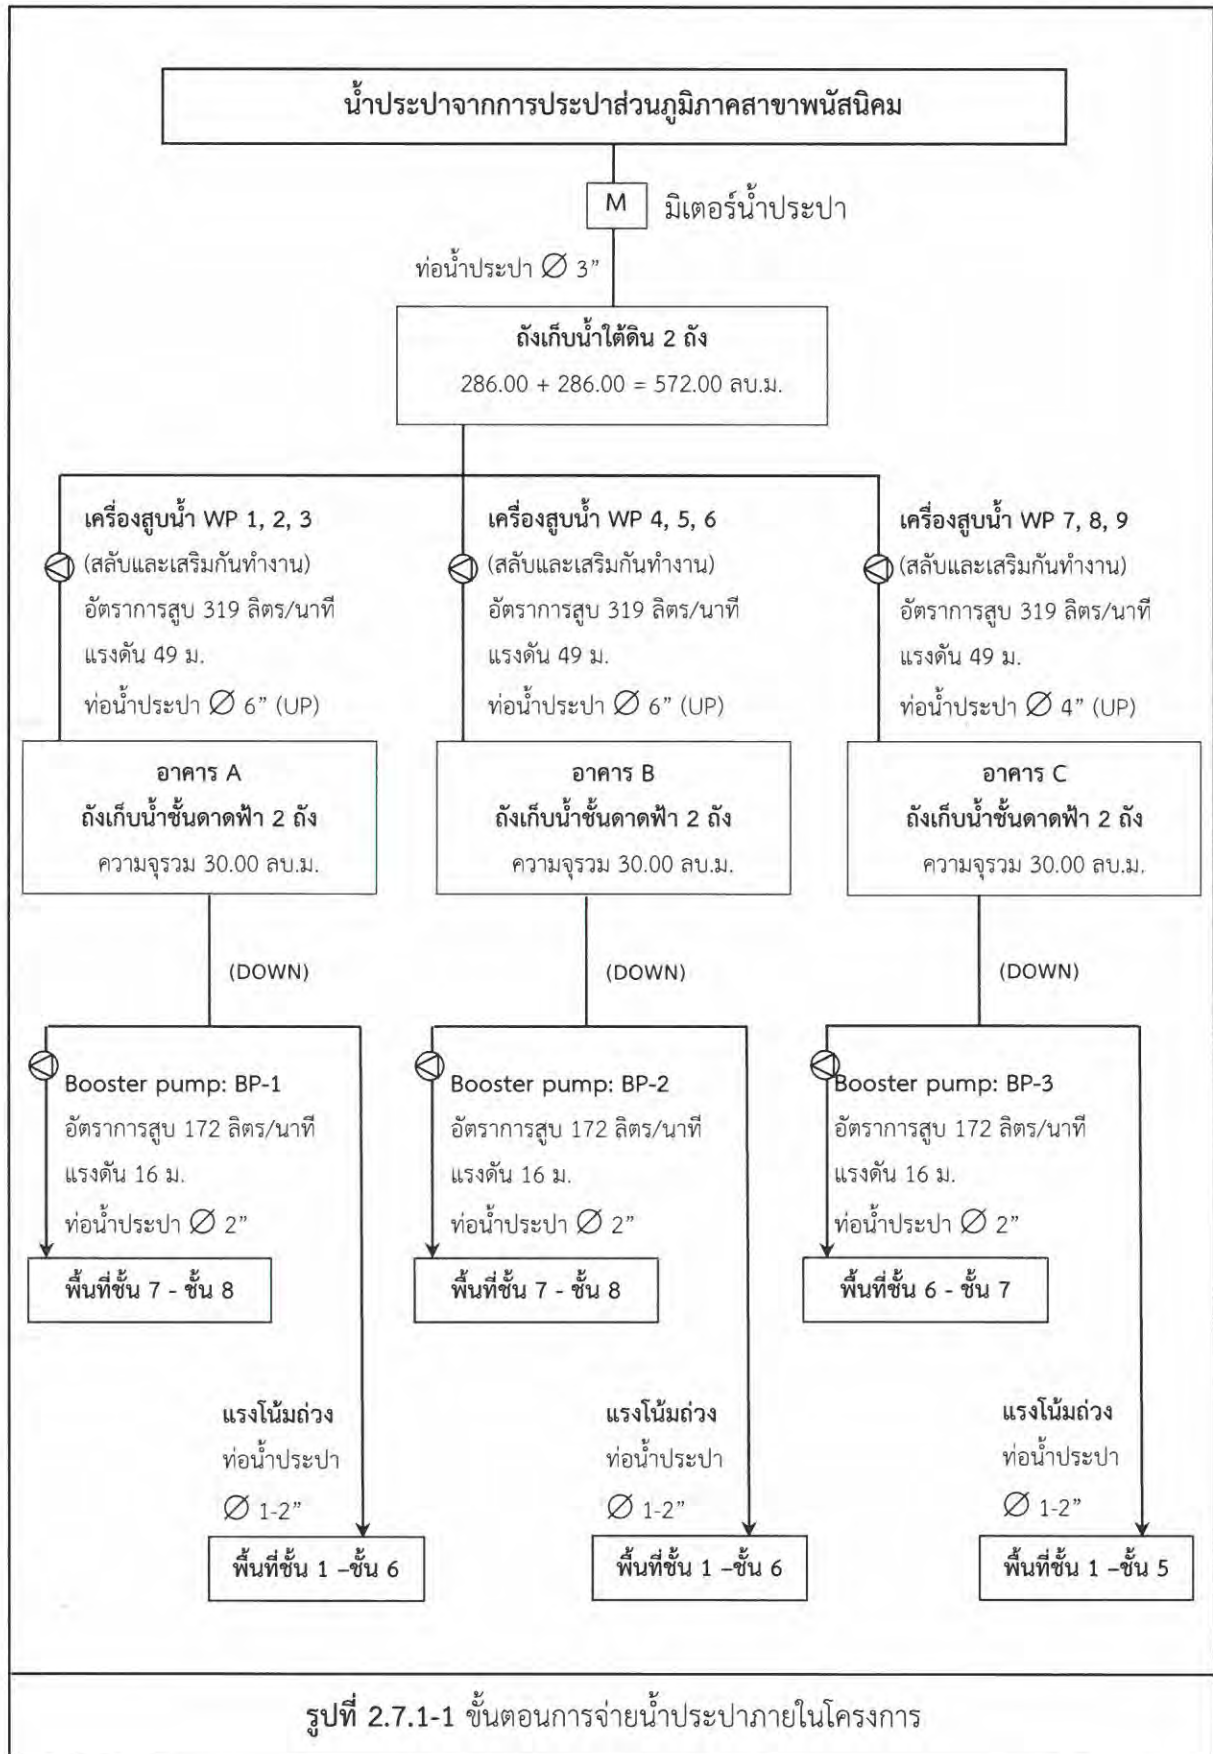 น้ำประปาจากการประปาส่วนภูมิภาคสาขาพนัสนิคม
M
มิเตอร์น้ำประปา
ท่อน้ำประปา ∅ 3”
ถังเก็บน้ำใต้ดิน 2 ถัง
286.00 + 286.00 = 572.00 ลบ.ม.
เครื่องสูบน้ำ WP 1, 2, 3
(สลับและเสริมกันทำงาน)
อัตราการสูบ 319 ลิตร/นาที
แรงดัน 49 ม.
ท่อน้ำประปา ∅ 6” (UP)
เครื่องสูบน้ำ WP 4, 5, 6
(สลับและเสริมกันทำงาน)
อัตราการสูบ 319 ลิตร/นาที
แรงดัน 49 ม.
ท่อน้ำประปา ∅ 6” (UP)
เครื่องสูบน้ำ WP 7, 8, 9
(สลับและเสริมกันทำงาน)
อัตราการสูบ 319 ลิตร/นาที
แรงดัน 49 ม.
ท่อน้ำประปา ∅ 4” (UP)
อาคาร A
ถังเก็บน้ำชั้นดาดฟ้า 2 ถัง
ความจุรวม 30.00 ลบ.ม.
อาคาร B
ถังเก็บน้ำชั้นดาดฟ้า 2 ถัง
ความจุรวม 30.00 ลบ.ม.
อาคาร C
ถังเก็บน้ำชั้นดาดฟ้า 2 ถัง
ความจุรวม 30.00 ลบ.ม.
(DOWN)
(DOWN)
(DOWN)
Booster pump: BP-1
อัตราการสูบ 172 ลิตร/นาที
แรงดัน 16 ม.
ท่อน้ำประปา ∅ 2”
พื้นที่ชั้น 7 - ชั้น 8
Booster pump: BP-2
อัตราการสูบ 172 ลิตร/นาที
แรงดัน 16 ม.
ท่อน้ำประปา ∅ 2”
พื้นที่ชั้น 7 - ชั้น 8
Booster pump: BP-3
อัตราการสูบ 172 ลิตร/นาที
แรงดัน 16 ม.
ท่อน้ำประปา ∅ 2”
พื้นที่ชั้น 6 - ชั้น 7
แรงโน้มถ่วง
ท่อน้ำประปา
∅ 1-2”
พื้นที่ชั้น 1 –ชั้น 6
แรงโน้มถ่วง
ท่อน้ำประปา
∅ 1-2”
พื้นที่ชั้น 1 –ชั้น 6
แรงโน้มถ่วง
ท่อน้ำประปา
∅ 1-2”
พื้นที่ชั้น 1 –ชั้น 5
รูปที่ 2.7.1-1 ขั้นตอนการจ่ายน้ำประปาภายในโครงการ